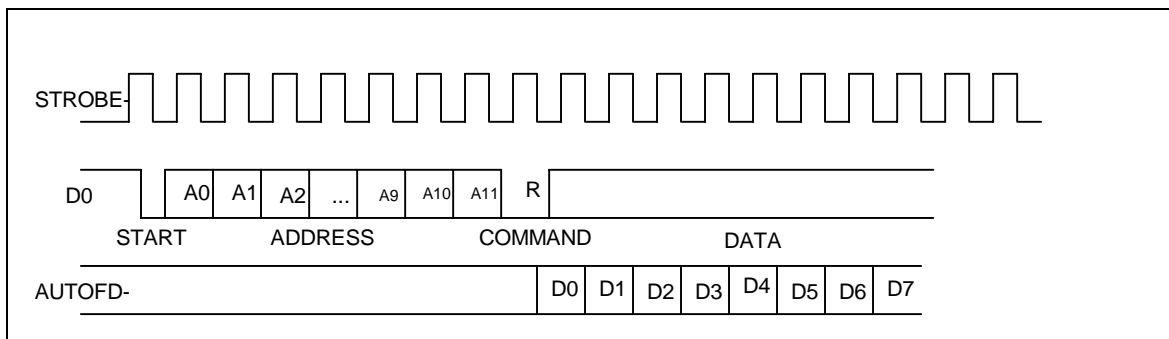 STROBE-
D0 A0 A1 A2 ... A9 A10 A11 R
START ADDRESS COMMAND DATA
AUTOFD- D0 D1 D2 D3 D4 D5 D6 D7